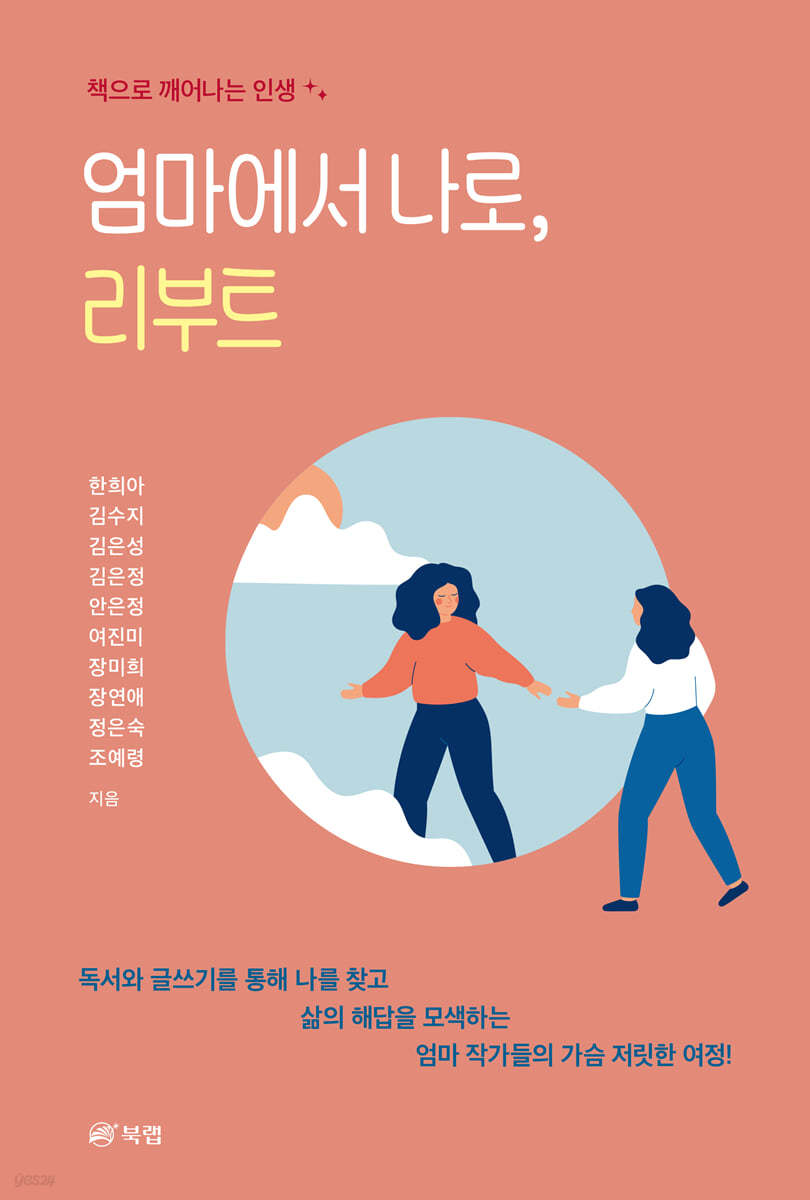 책으로 깨어나는 인생
엄마에서 나로,
리부트
한희아
김수지
김은성
김은정
안은정
여진미
장미희
장연애
정은숙
조예령
지음
독서와 글쓰기를 통해 나를 찾고
삶의 해답을 모색하는
엄마 작가들의 가슴 저릿한 여정!
북랩
yes24